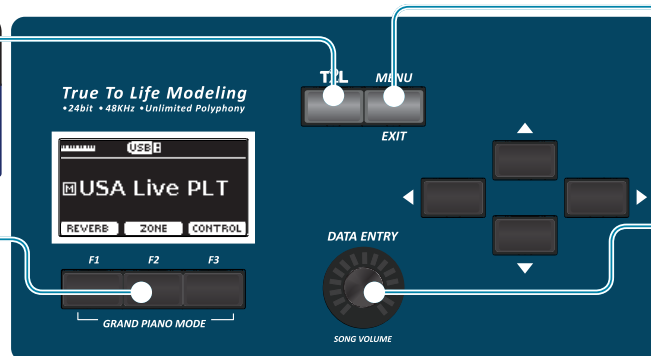 T2L MENU
True To Life Modeling
•24bit •48KHz •Unlimited Polyphony
EXIT
USB
M USA Live PLT
REVERB ZONE CONTROL
DATA ENTRY
F1 F2 F3
GRAND PIANO MODE
SONG VOLUME